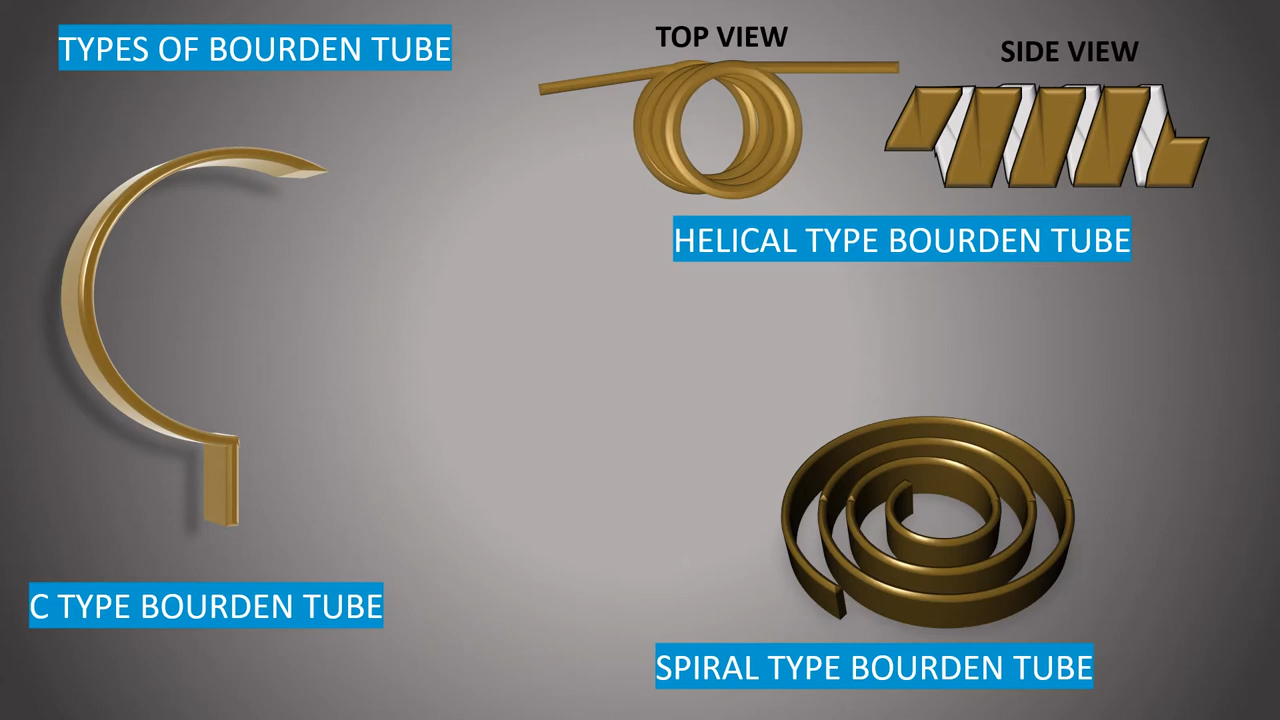 TYPES OF BOURDEN TUBE
TOP VIEW
SIDE VIEW
HELICAL TYPE BOURDEN TUBE
C TYPE BOURDEN TUBE
SPIRAL TYPE BOURDEN TUBE